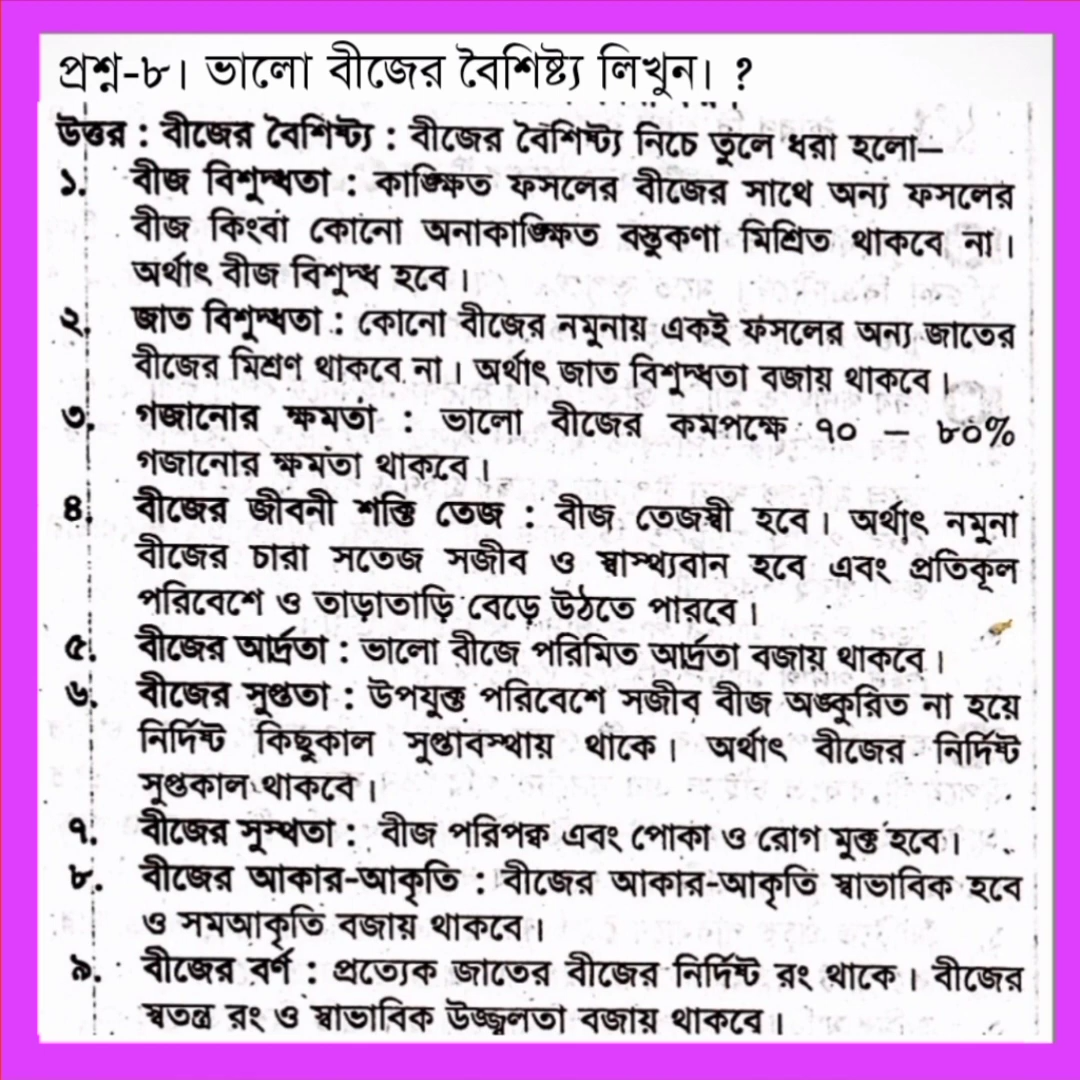 প্রশ্ন-৮। ভালো বীজের বৈশিষ্ট্য লিখুন। ?
উত্তর : বীজের বৈশিষ্ট্য : বীজের বৈশিষ্ট্য নিচে তুলে ধরা হলো–
১. বীজ বিশুদ্ধতা : কাঙ্ক্ষিত ফসলের বীজের সাথে অন্য ফসলের
বীজ কিংবা কোনো অনাকাঙ্ক্ষিত বস্তুকণা মিশ্রিত থাকবে না।
অর্থাৎ বীজ বিশুদ্ধ হবে।
২. জাত বিশুদ্ধতা : কোনো বীজের নমুনায় একই ফসলের অন্য জাতের
বীজের মিশ্রণ থাকবে না। অর্থাৎ জাত বিশুদ্ধতা বজায় থাকবে।
৩. গজানোর ক্ষমতা : ভালো বীজের কমপক্ষে ৭০ – ৮০%
গজানোর ক্ষমতা থাকবে।
৪. বীজের জীবনী শক্তি তেজ : বীজ তেজস্বী হবে। অর্থাৎ নমুনা
বীজের চারা সতেজ সজীব ও স্বাস্থ্যবান হবে এবং প্রতিকূল
পরিবেশে ও তাড়াতাড়ি বেড়ে উঠতে পারবে।
৫. বীজের আর্দ্রতা : ভালো বীজে পরিমিত আর্দ্রতা বজায় থাকবে।
৬. বীজের সুপ্ততা : উপযুক্ত পরিবেশে সজীব বীজ অঙ্কুরিত না হয়ে
নির্দিষ্ট কিছুকাল সুপ্তাবস্থায় থাকে। অর্থাৎ বীজের নির্দিষ্ট
সুপ্তকাল থাকবে।
৭. বীজের সুস্থতা : বীজ পরিপক্ব এবং পোকা ও রোগ মুক্ত হবে।
৮. বীজের আকার-আকৃতি : বীজের আকার-আকৃতি স্বাভাবিক হবে
ও সমআকৃতি বজায় থাকবে।
৯. বীজের বর্ণ : প্রত্যেক জাতের বীজের নির্দিষ্ট রং থাকে। বীজের
স্বতন্ত্র রং ও স্বাভাবিক উজ্জ্বলতা বজায় থাকবে।